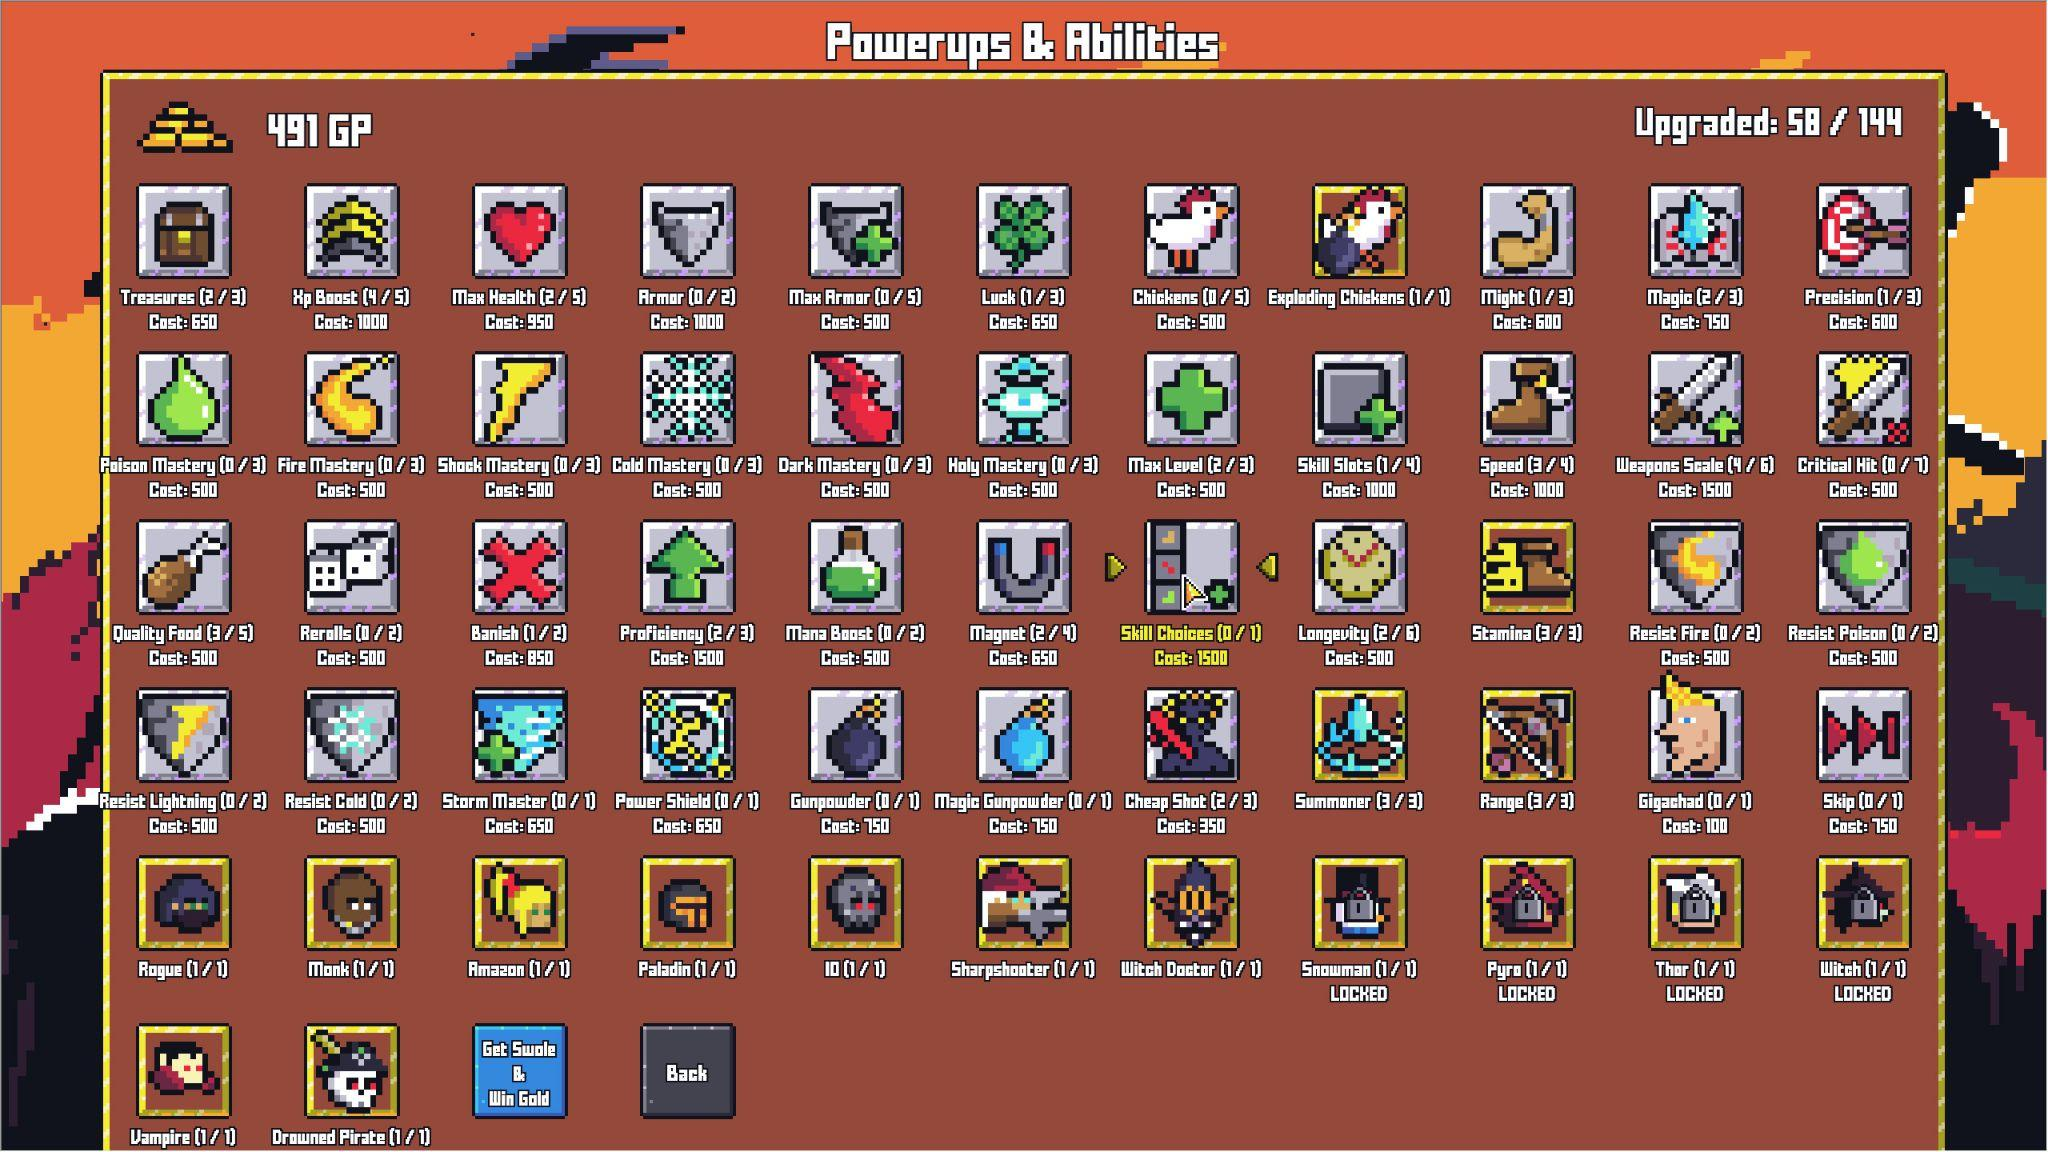 Powerups & Abilities
491 GP
Upgraded: 58 / 144
Treasures (2 / 3)
Cost: 650
Xp Boost (4 / 5)
Cost: 1000
Max Health (2 / 5)
Cost: 950
Armor (0 / 2)
Cost: 1000
Max Armor (0 / 5)
Cost: 500
Luck (1 / 3)
Cost: 650
Chickens (0 / 5)
Cost: 500
Exploding Chickens (1 / 1)
Might (1 / 3)
Cost: 600
Magic (2 / 3)
Cost: 750
Precision (1 / 3)
Cost: 600
Poison Mastery (0 / 3)
Cost: 500
Fire Mastery (0 / 3)
Cost: 500
Shock Mastery (0 / 3)
Cost: 500
Cold Mastery (0 / 3)
Cost: 500
Dark Mastery (0 / 3)
Cost: 500
Holy Mastery (0 / 3)
Cost: 500
Max Level (2 / 3)
Cost: 500
Skill Slots (1 / 4)
Cost: 1000
Speed (3 / 4)
Cost: 1000
Weapons Scale (4 / 6)
Cost: 1500
Critical Hit (0 / 7)
Cost: 500
Quality Food (3 / 5)
Cost: 500
Rerolls (0 / 2)
Cost: 500
Banish (1 / 2)
Cost: 850
Proficiency (2 / 3)
Cost: 1500
Mana Boost (0 / 2)
Cost: 500
Magnet (2 / 4)
Cost: 650
Skill Choices (0 / 1)
Cost: 1500
Longevity (2 / 6)
Cost: 500
Stamina (3 / 3)
Resist Fire (0 / 2)
Cost: 500
Resist Poison (0 / 2)
Cost: 500
Resist Lightning (0 / 2)
Cost: 500
Resist Cold (0 / 2)
Cost: 500
Storm Master (0 / 1)
Cost: 650
Power Shield (0 / 1)
Cost: 650
Gunpowder (0 / 1)
Cost: 750
Magic Gunpowder (0 / 1)
Cost: 750
Cheap Shot (2 / 3)
Cost: 350
Summoner (3 / 3)
Range (3 / 3)
Gigachad (0 / 1)
Cost: 100
Skip (0 / 1)
Cost: 750
Rogue (1 / 1)
Monk (1 / 1)
Amazon (1 / 1)
Paladin (1 / 1)
IO (1 / 1)
Sharpshooter (1 / 1)
Witch Doctor (1 / 1)
Snowman (1 / 1)
LOCKED
Pyro (1 / 1)
LOCKED
Thor (1 / 1)
LOCKED
Witch (1 / 1)
LOCKED
Vampire (1 / 1)
Drowned Pirate (1 / 1)
Get Swole
&
Win Gold
Back